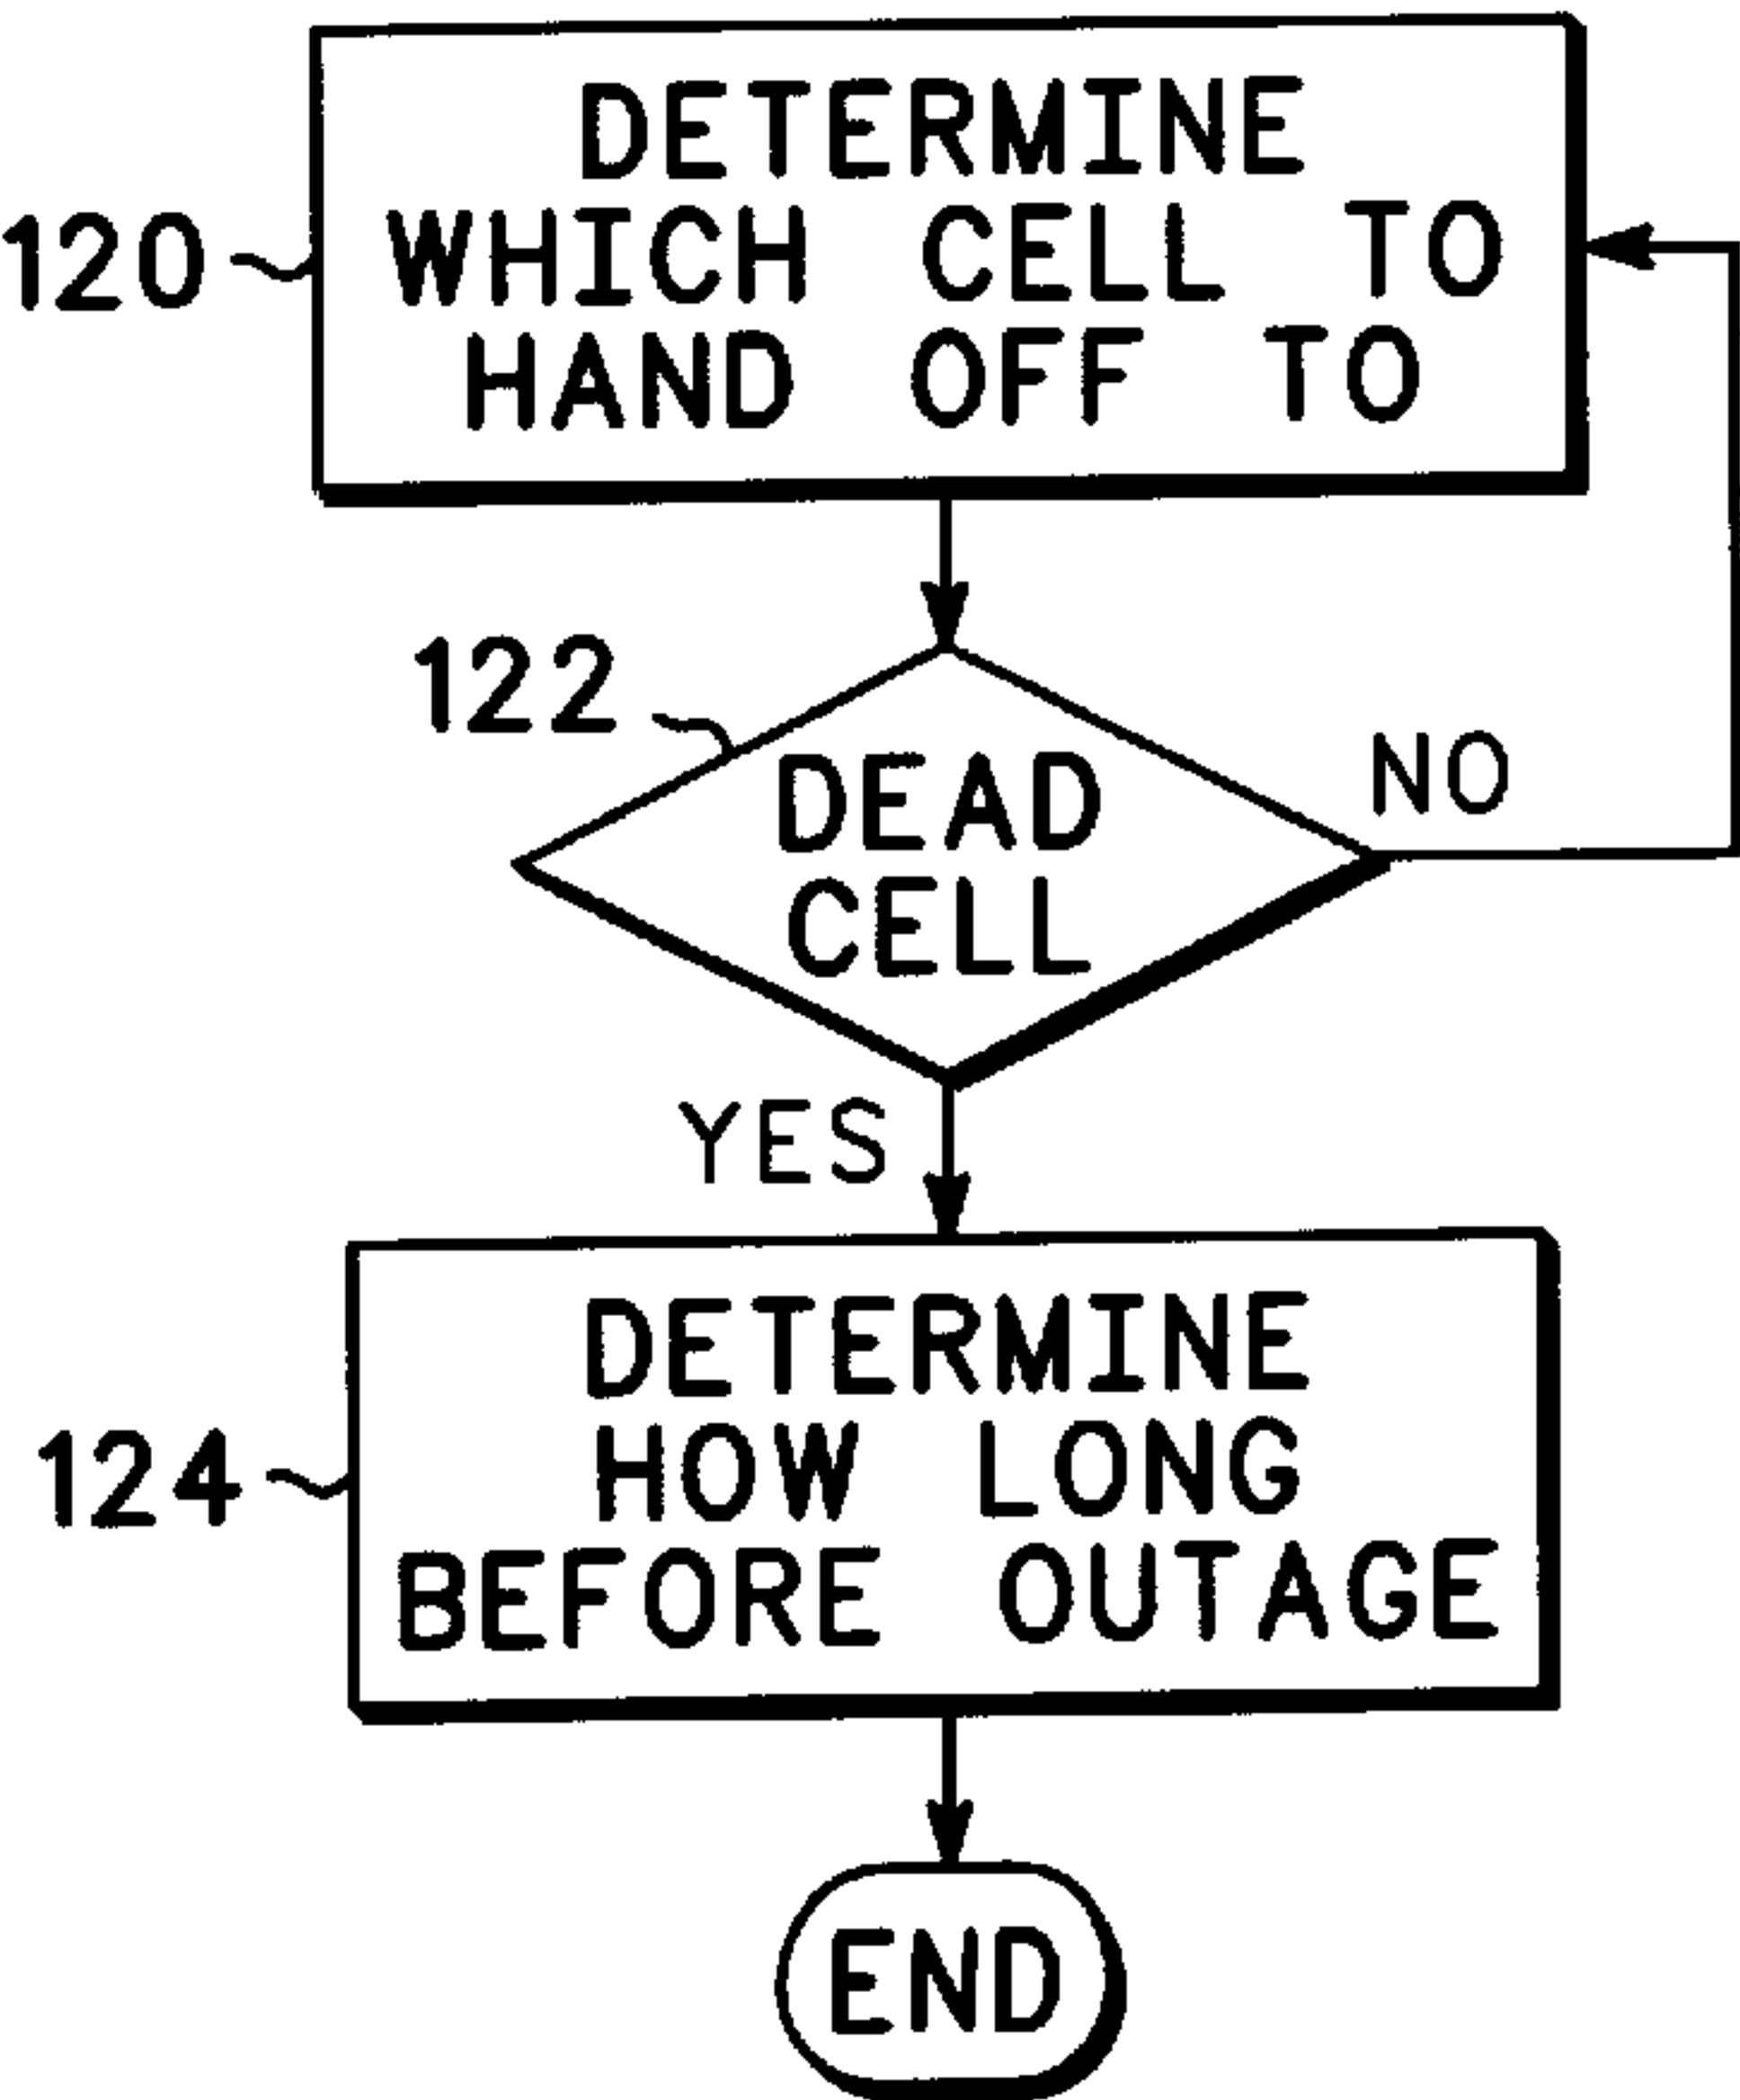 DETERMINE
120 WHICH CELL TO
HAND OFF TO
122
DEAD
CELL
NO
YES
DETERMINE
124 HOW LONG
BEFORE OUTAGE
END